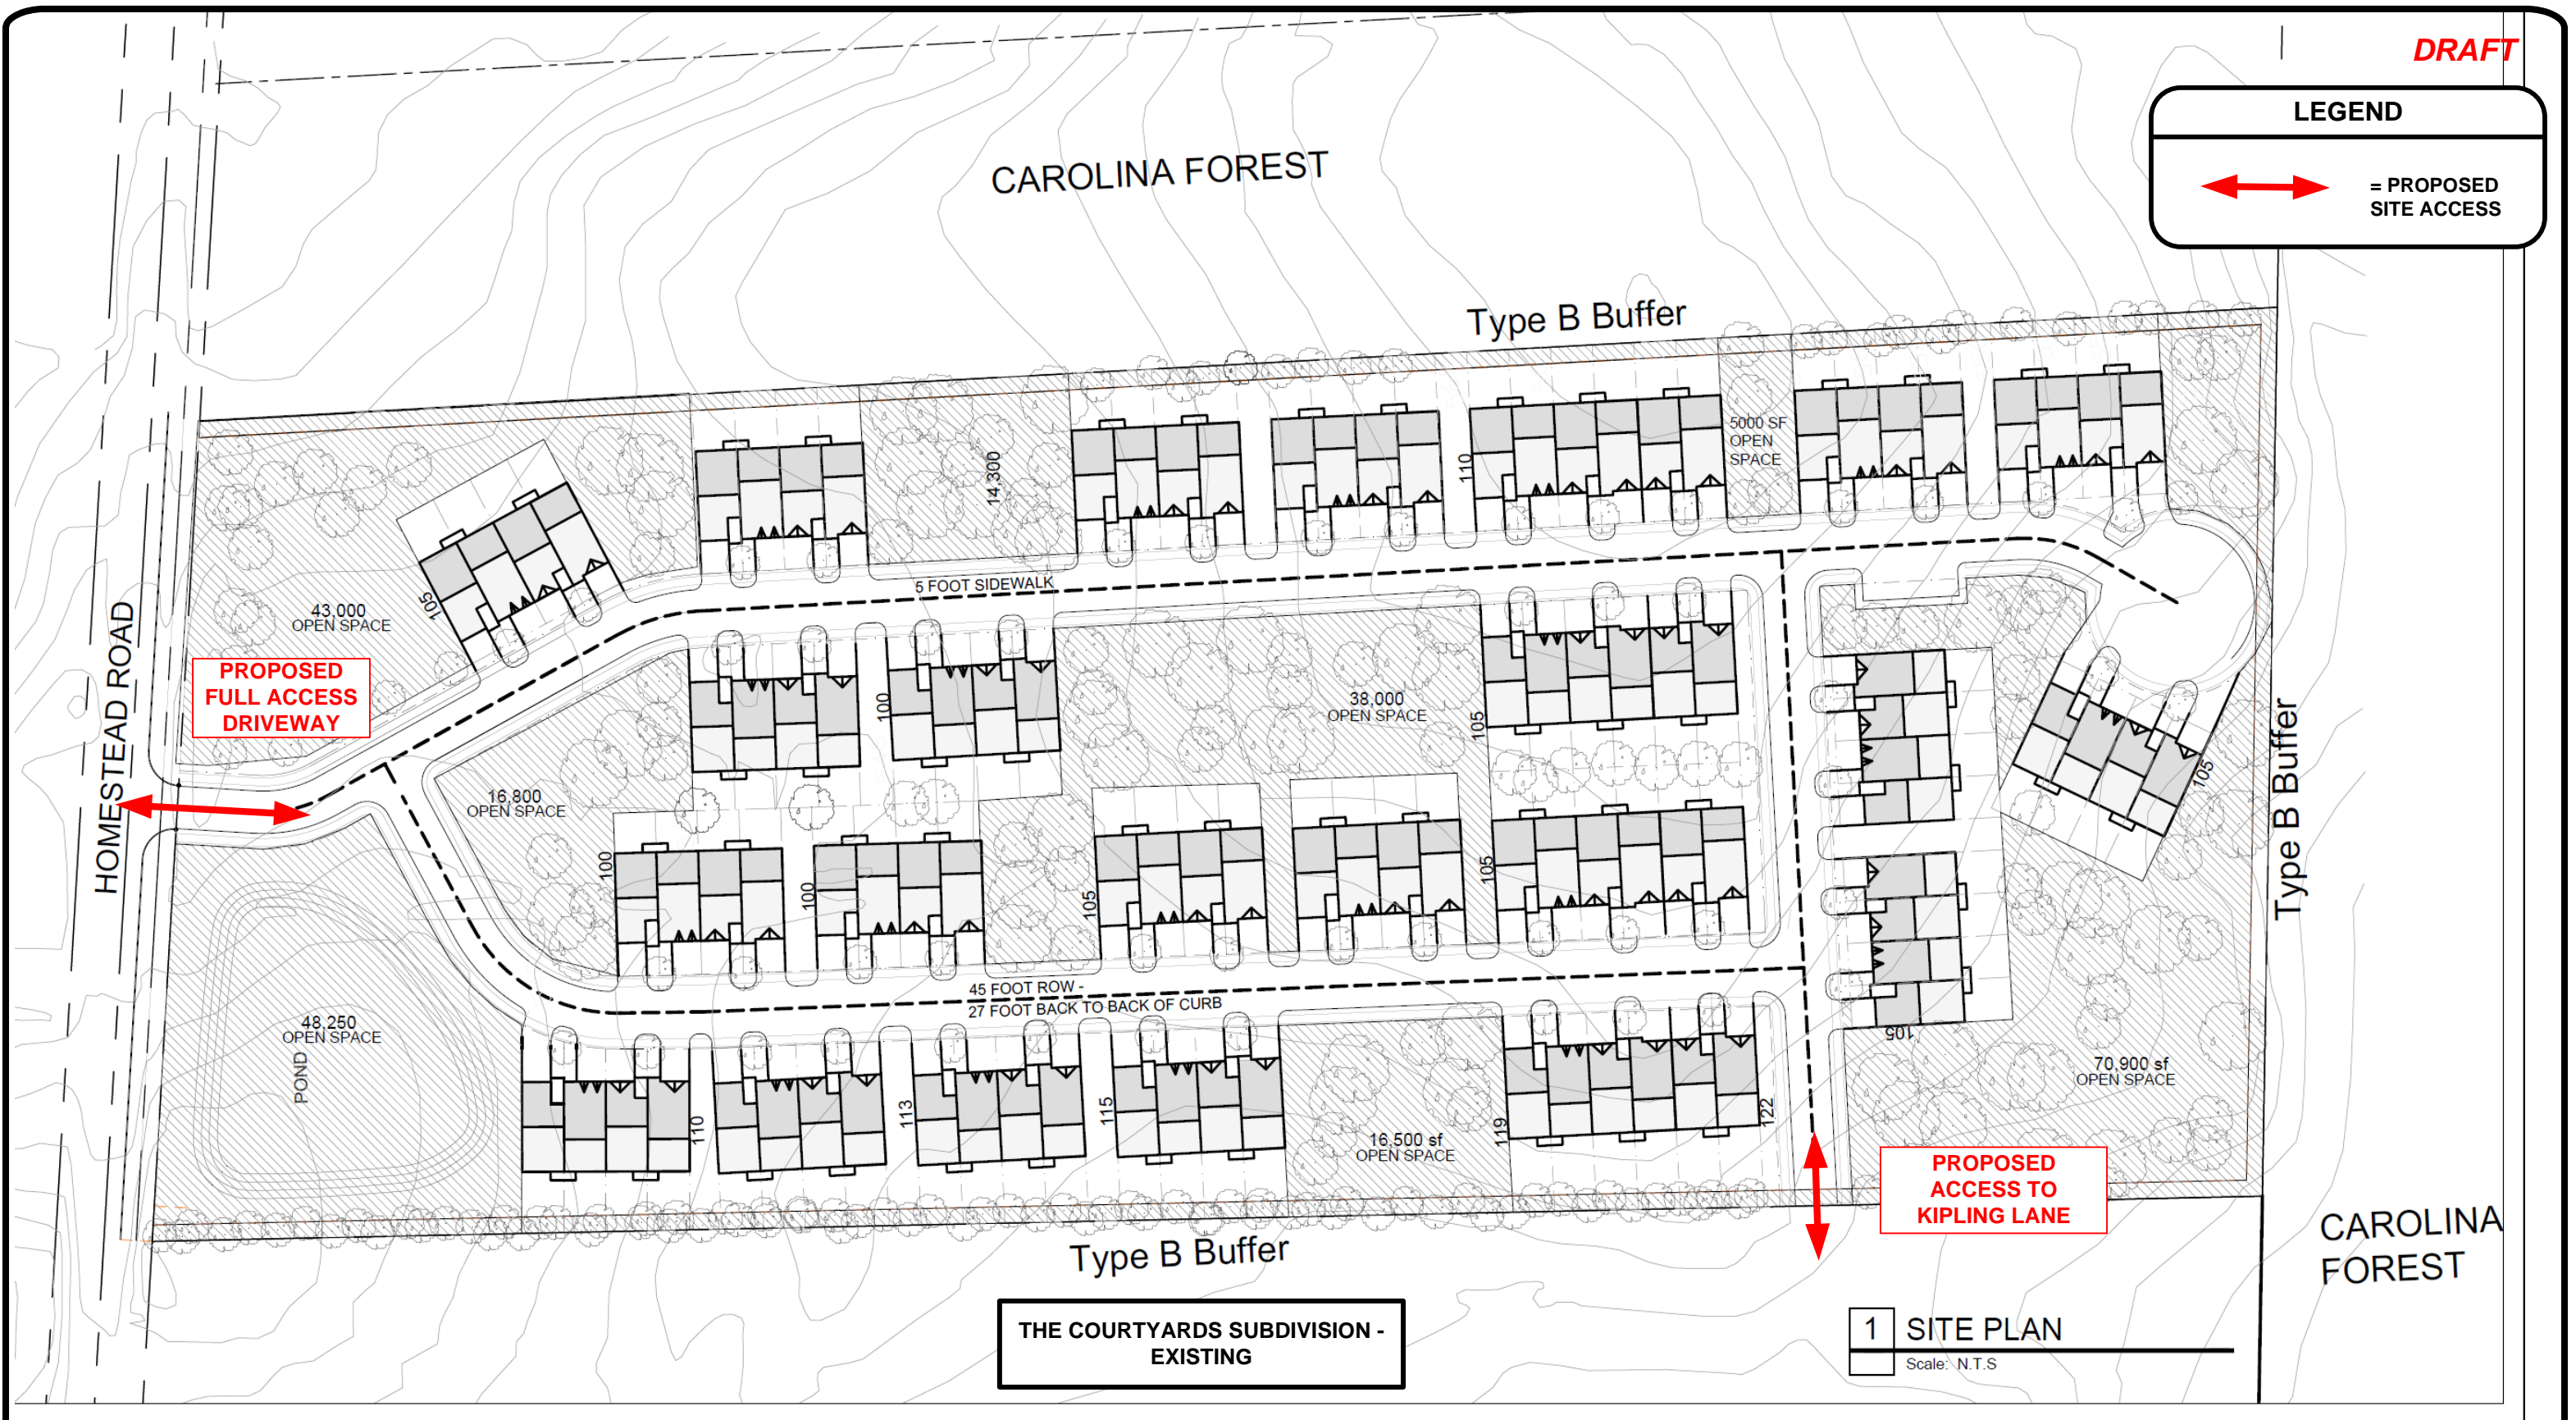 DRAFT
LEGEND
= PROPOSED
SITE ACCESS
CAROLINA FOREST
Type B Buffer
5000 SF
OPEN
SPACE
14,300
110
105
43,000
OPEN SPACE
5 FOOT SIDEWALK
HOMESTEAD ROAD
PROPOSED
FULL ACCESS
DRIVEWAY
100
38,000
OPEN SPACE
105
105
Type B Buffer
16,800
OPEN SPACE
100
100
105
105
45 FOOT ROW -
27 FOOT BACK TO BACK OF CURB
48,250
OPEN SPACE
POND
105
70,900 sf
OPEN SPACE
110
113
115
16,500 sf
OPEN SPACE
119
122
PROPOSED
ACCESS TO
KIPLING LANE
Type B Buffer
CAROLINA
FOREST
THE COURTYARDS SUBDIVISION -
EXISTING
1 SITE PLAN
Scale: N.T.S